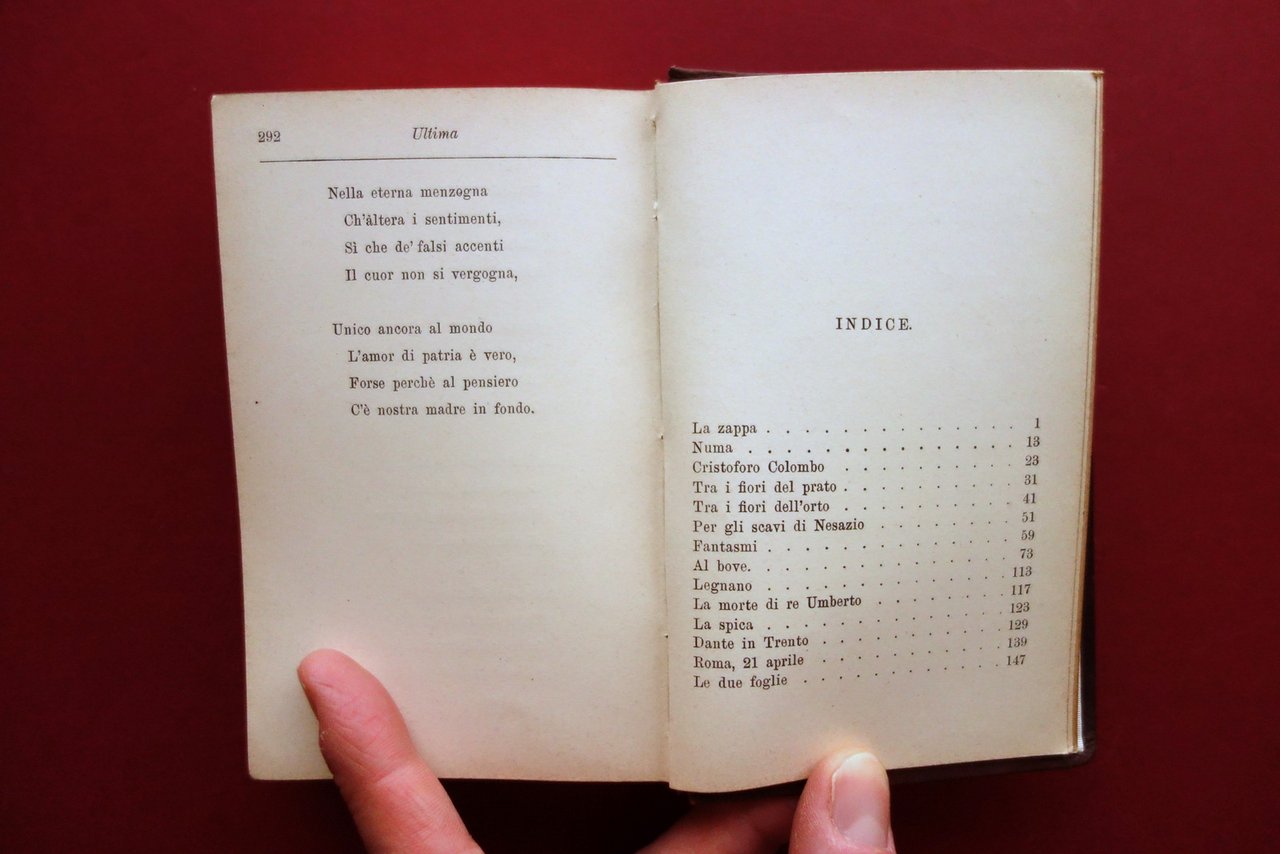 292 Ultima
Nella eterna menzogna
Ch'àltera i sentimenti,
Sì che de' falsi accenti
Il cuor non si vergogna,
Unico ancora al mondo
L'amor di patria è vero,
Forse perchè al pensiero
C'è nostra madre in fondo.
INDICE.
La zappa . . . . . . . . . . . . . . . 1
Numa . . . . . . . . . . . . . . . 13
Cristoforo Colombo . . . . . . . . . . 23
Tra i fiori del prato . . . . . . . . . . 31
Tra i fiori dell'orto . . . . . . . . . . 41
Per gli scavi di Nesazio . . . . . . . . 51
Fantasmi . . . . . . . . . . . . . . 59
Al bove. . . . . . . . . . . . . . . 73
Legnano . . . . . . . . . . . . . . 113
La morte di re Umberto . . . . . . . . 117
La spica . . . . . . . . . . . . . . 123
Dante in Trento . . . . . . . . . . . 129
Roma, 21 aprile . . . . . . . . . . . 139
Le due foglie . . . . . . . . . . . . 147